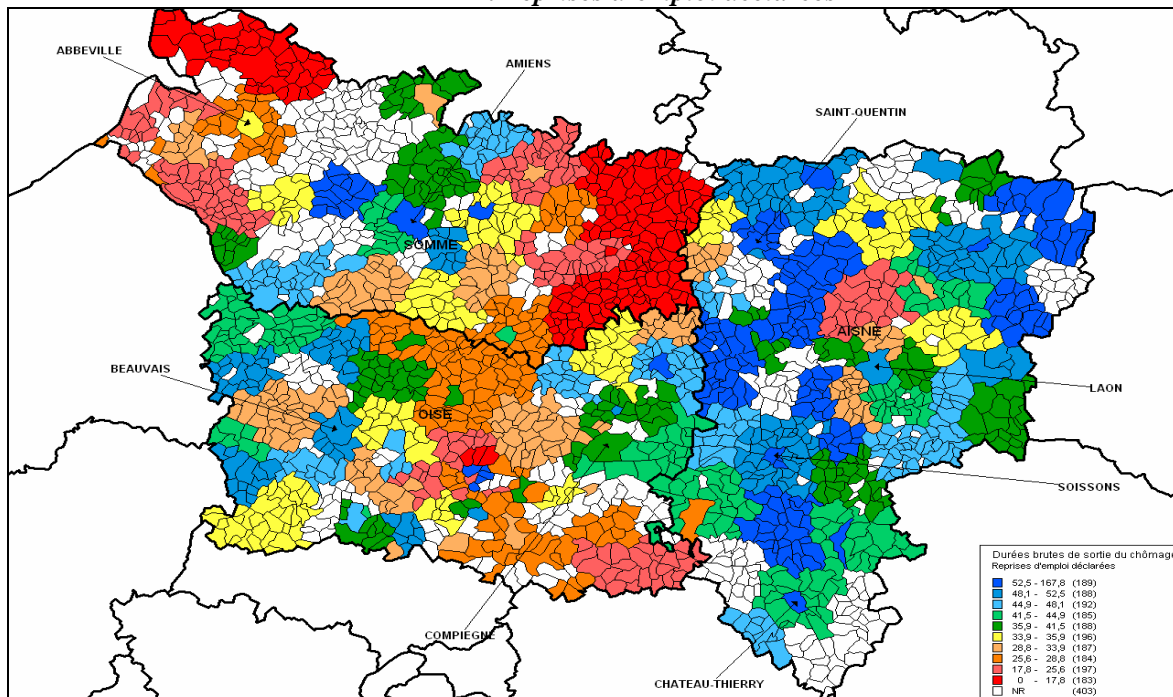 ABBEVILLE
AMIENS
SAINT-QUENTIN
SOMME
AISNE
BEAUVAIS
OISE
LAON
SOISSONS
COMPIEGNE
CHATEAU-THIERRY
Durées brutes de sortie du chômage
Reprises d'emploi déclarées
52,5 - 167,8 (189)
48,1 - 52,5 (188)
44,9 - 48,1 (192)
41,5 - 44,9 (185)
35,9 - 41,5 (188)
33,9 - 35,9 (196)
28,8 - 33,9 (187)
25,6 - 28,8 (184)
17,8 - 25,6 (197)
0 - 17,8 (183)
NR (403)